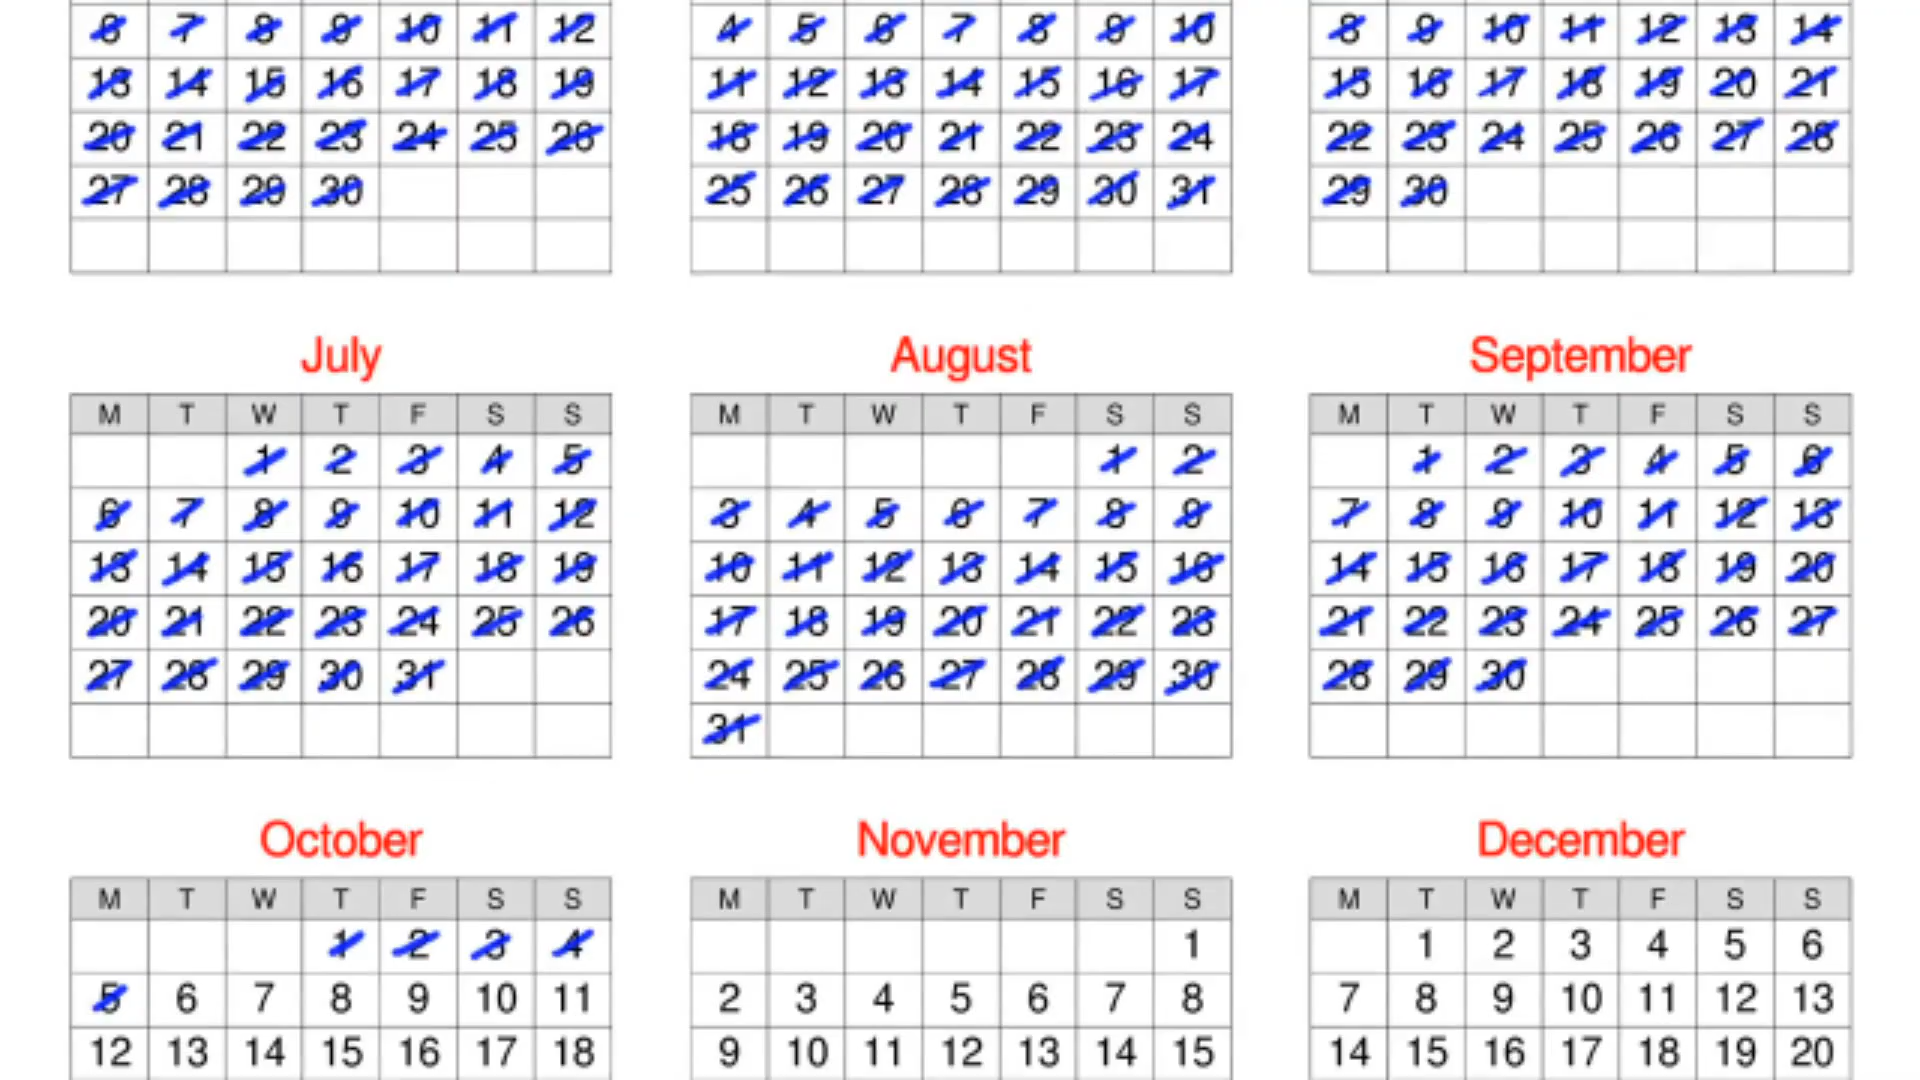 6 7 8 9 10 11 12 4 5 6 7 8 9 10 8 9 10 11 12 13 14
13 14 15 16 17 18 19 11 12 13 14 15 16 17 15 16 17 18 19 20 21
20 21 22 23 24 25 26 18 19 20 21 22 23 24 22 23 24 25 26 27 28
27 28 29 30 25 26 27 28 29 30 31 29 30
July August September
M T W T F S S M T W T F S S M T W T F S S
1 2 3 4 5 1 2 1 2 3 4 5 6
6 7 8 9 10 11 12 3 4 5 6 7 8 9 7 8 9 10 11 12 13
13 14 15 16 17 18 19 10 11 12 13 14 15 16 14 15 16 17 18 19 20
20 21 22 23 24 25 26 17 18 19 20 21 22 23 21 22 23 24 25 26 27
27 28 29 30 31 24 25 26 27 28 29 30 28 29 30
31
October November December
M T W T F S S M T W T F S S M T W T F S S
1 2 3 4 1 1 2 3 4 5 6
5 6 7 8 9 10 11 2 3 4 5 6 7 8 7 8 9 10 11 12 13
12 13 14 15 16 17 18 9 10 11 12 13 14 15 14 15 16 17 18 19 20